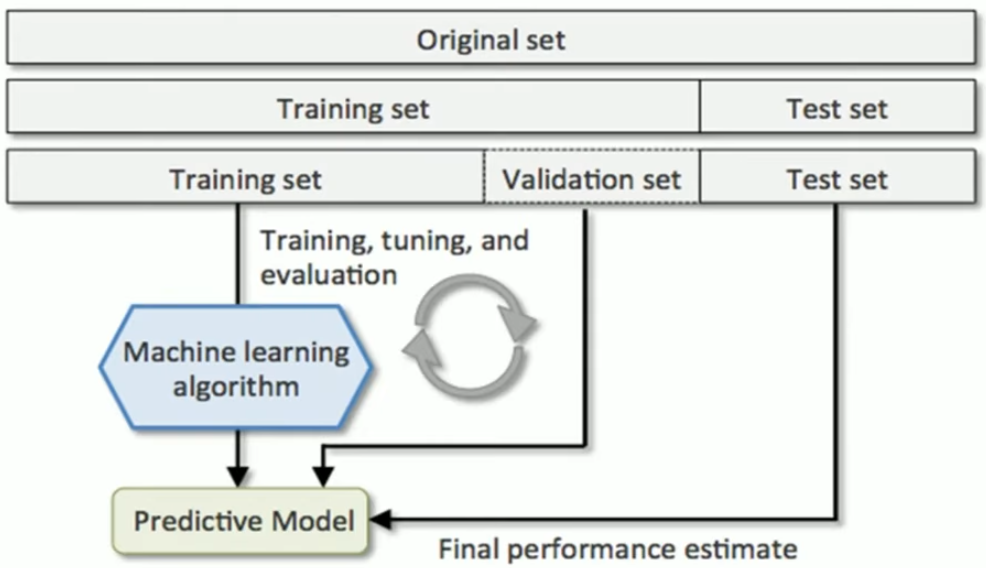 Original set
Training set
Test set
Training set
Validation set
Test set
Training, tuning, and
evaluation
Machine learning
algorithm
Predictive Model
Final performance estimate